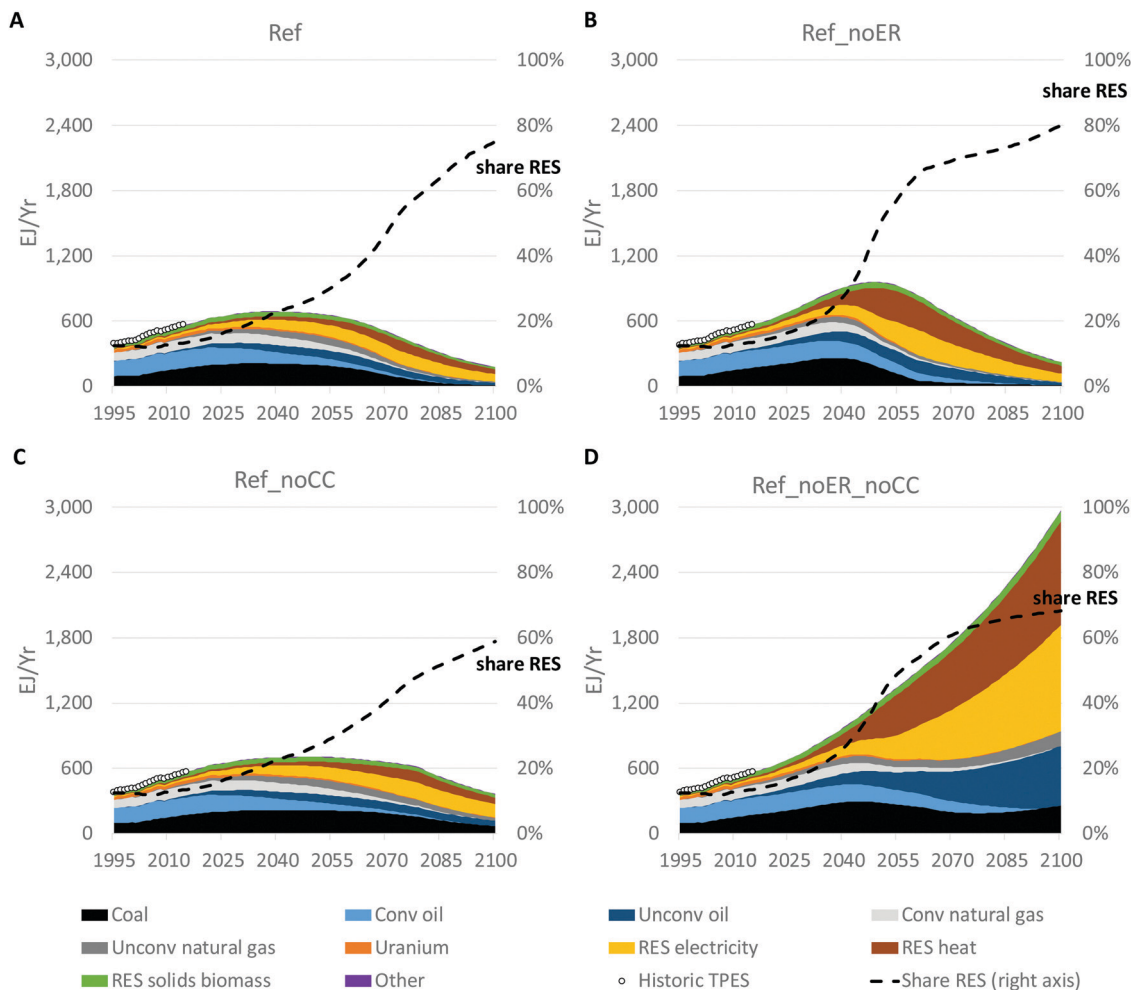 A
Ref
3,000
2,400
1,800
1,200
600
0
EJ/Yr
100%
80%
60%
40%
20%
0%
share RES
1995 2010 2025 2040 2055 2070 2085 2100
B
Ref_noER
3,000
2,400
1,800
1,200
600
0
EJ/Yr
100%
80%
60%
40%
20%
0%
share RES
1995 2010 2025 2040 2055 2070 2085 2100
C
Ref_noCC
3,000
2,400
1,800
1,200
600
0
EJ/Yr
100%
80%
60%
40%
20%
0%
share RES
1995 2010 2025 2040 2055 2070 2085 2100
D
Ref_noER_noCC
3,000
2,400
1,800
1,200
600
0
EJ/Yr
100%
80%
60%
40%
20%
0%
share RES
1995 2010 2025 2040 2055 2070 2085 2100
Coal Conv oil Unconv oil Conv natural gas
Unconv natural gas Uranium RES electricity RES heat
RES solids biomass Other Historic TPES Share RES (right axis)